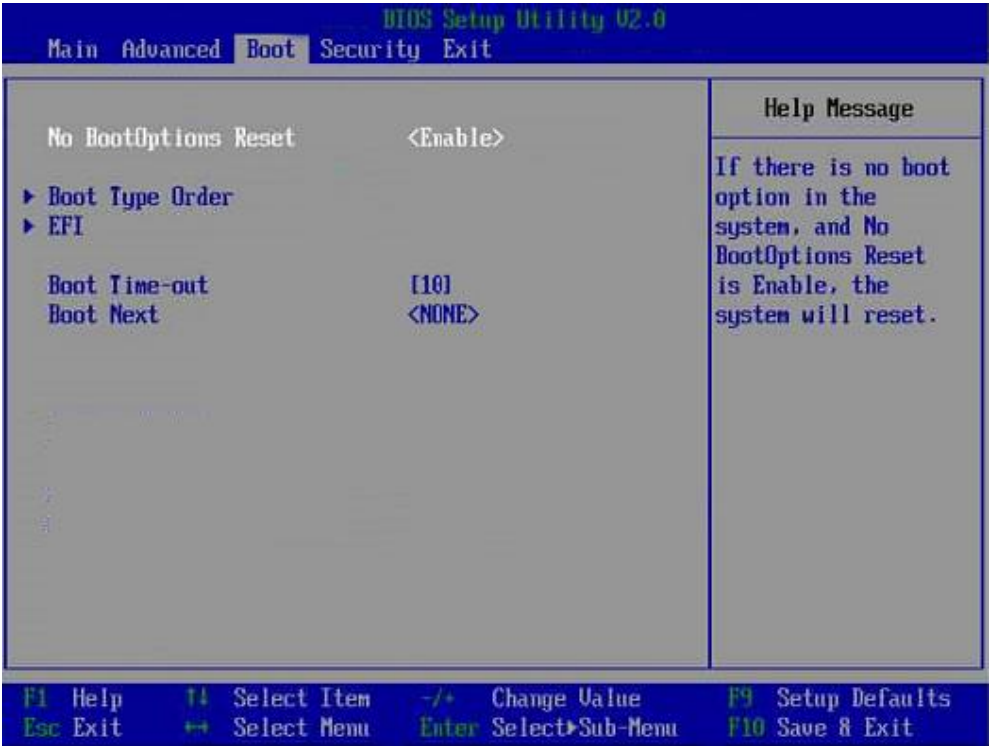 BIOS Setup Utility V2.0
Main Advanced Boot Security Exit
Help Message
No BootOptions Reset <Enable>
If there is no boot
option in the
system, and No
BootOptions Reset
is Enable, the
system will reset.
▶ Boot Type Order
▶ EFI
Boot Time-out [10]
Boot Next <NONE>
F1 Help ↑↓ Select Item -/+ Change Value F9 Setup Defaults
Esc Exit ↔ Select Menu Enter Select▶Sub-Menu F10 Save & Exit